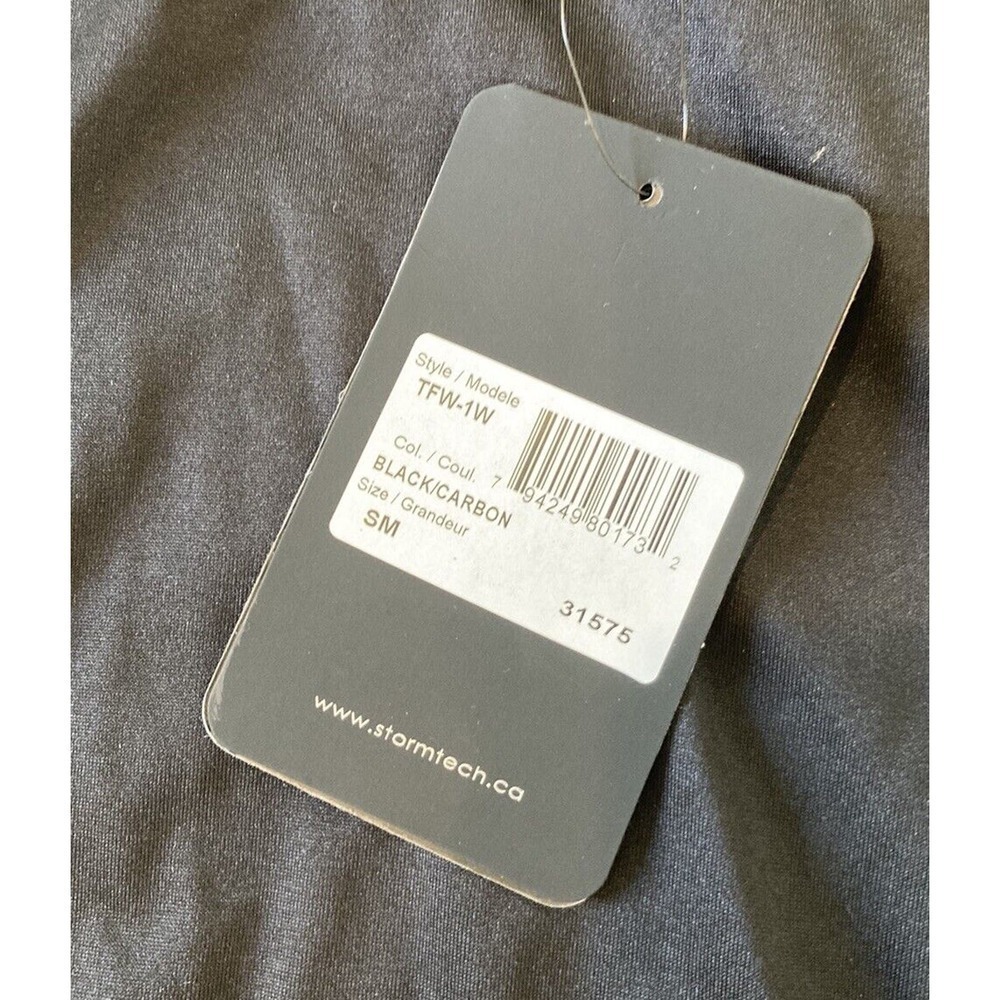 Style / Modele
TFW-1W
Col. / Coul.
BLACK/CARBON
Size / Grandeur
SM
7 94249 80173 2
31575
www.stormtech.ca